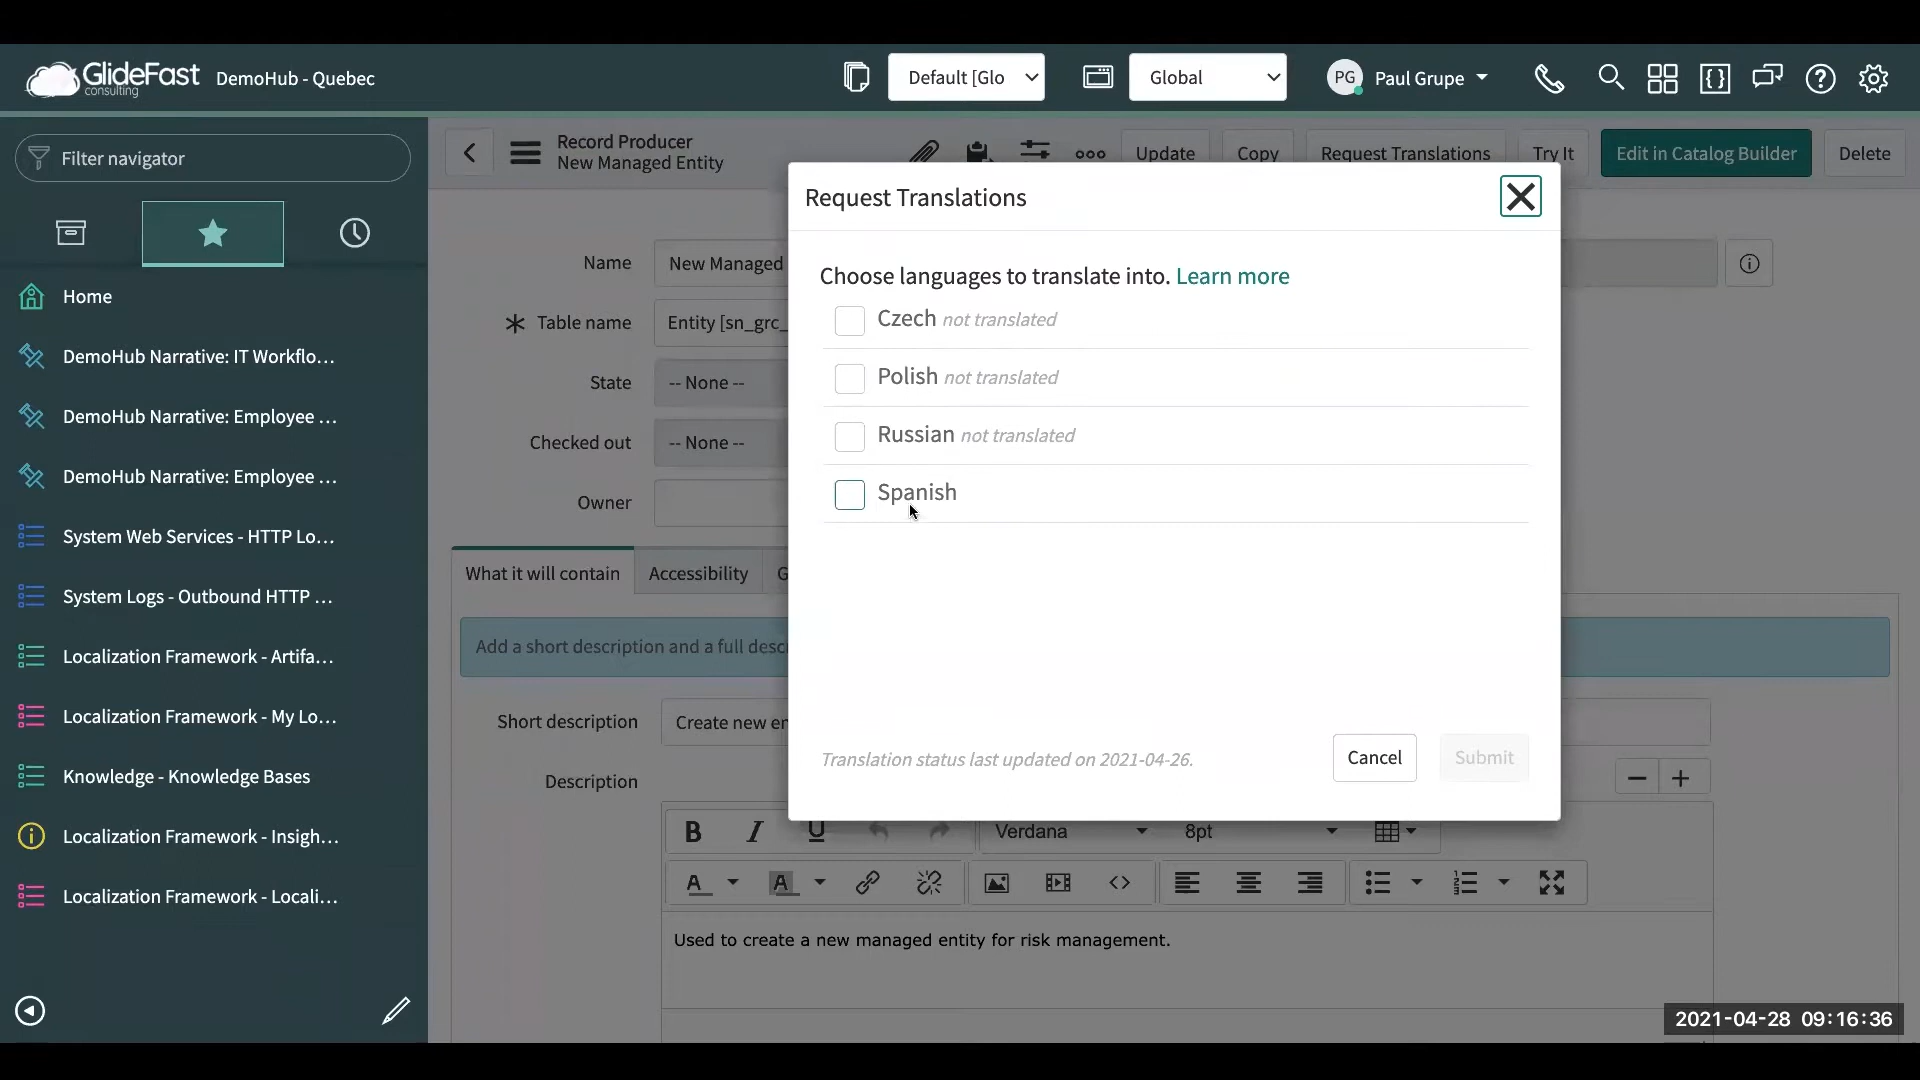 GlideFast
consulting
DemoHub - Quebec
Default [Glo
Global
PG
Paul Grupe
Filter navigator
Home
DemoHub Narrative: IT Workflo...
DemoHub Narrative: Employee ...
DemoHub Narrative: Employee ...
System Web Services - HTTP Lo...
System Logs - Outbound HTTP ...
Localization Framework - Artifa...
Localization Framework - My Lo...
Knowledge - Knowledge Bases
Localization Framework - Insigh...
Localization Framework - Locali...
Record Producer
New Managed Entity
Update
Copy
Request Translations
Try It
Edit in Catalog Builder
Delete
Name
New Managed
Table name
Entity [sn_grc_
State
-- None --
Checked out
-- None --
Owner
What it will contain
Accessibility
G
Add a short description and a full desc
Short description
Create new en
Description
Request Translations
Choose languages to translate into. Learn more
Czech not translated
Polish not translated
Russian not translated
Spanish
Translation status last updated on 2021-04-26.
Cancel
Submit
B I U
Verdana
8pt
A
A
Used to create a new managed entity for risk management.
2021-04-28 09:16:36